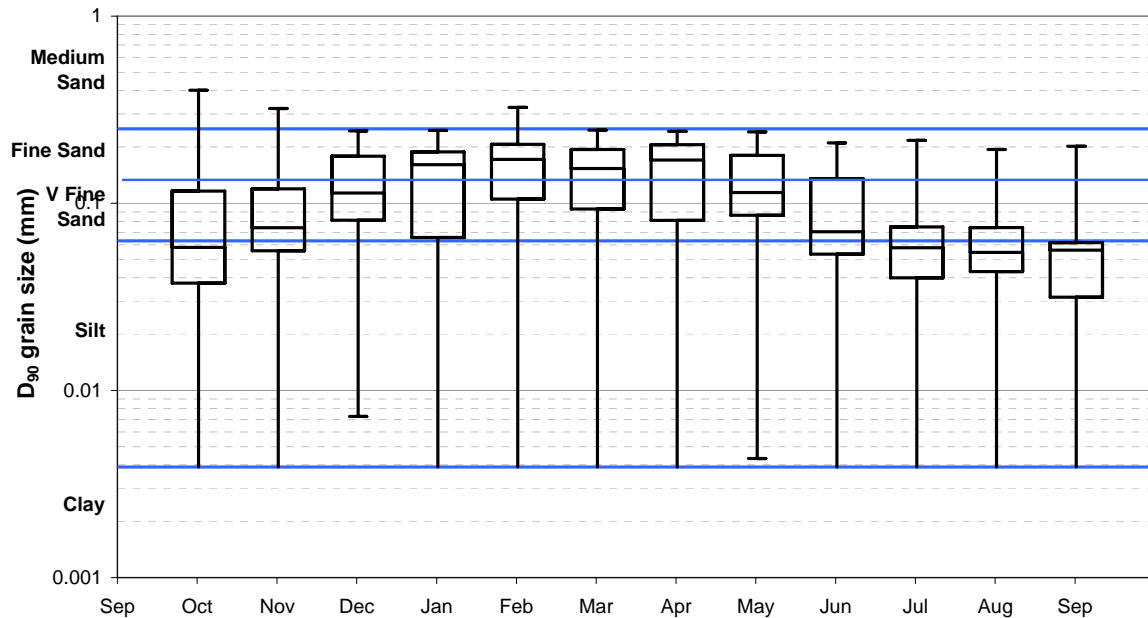 1
Medium
Sand
Fine Sand
V Fine
0.1
Sand
D90 grain size (mm)
Silt
0.01
Clay
0.001
Sep Oct Nov Dec Jan Feb Mar Apr May Jun Jul Aug Sep